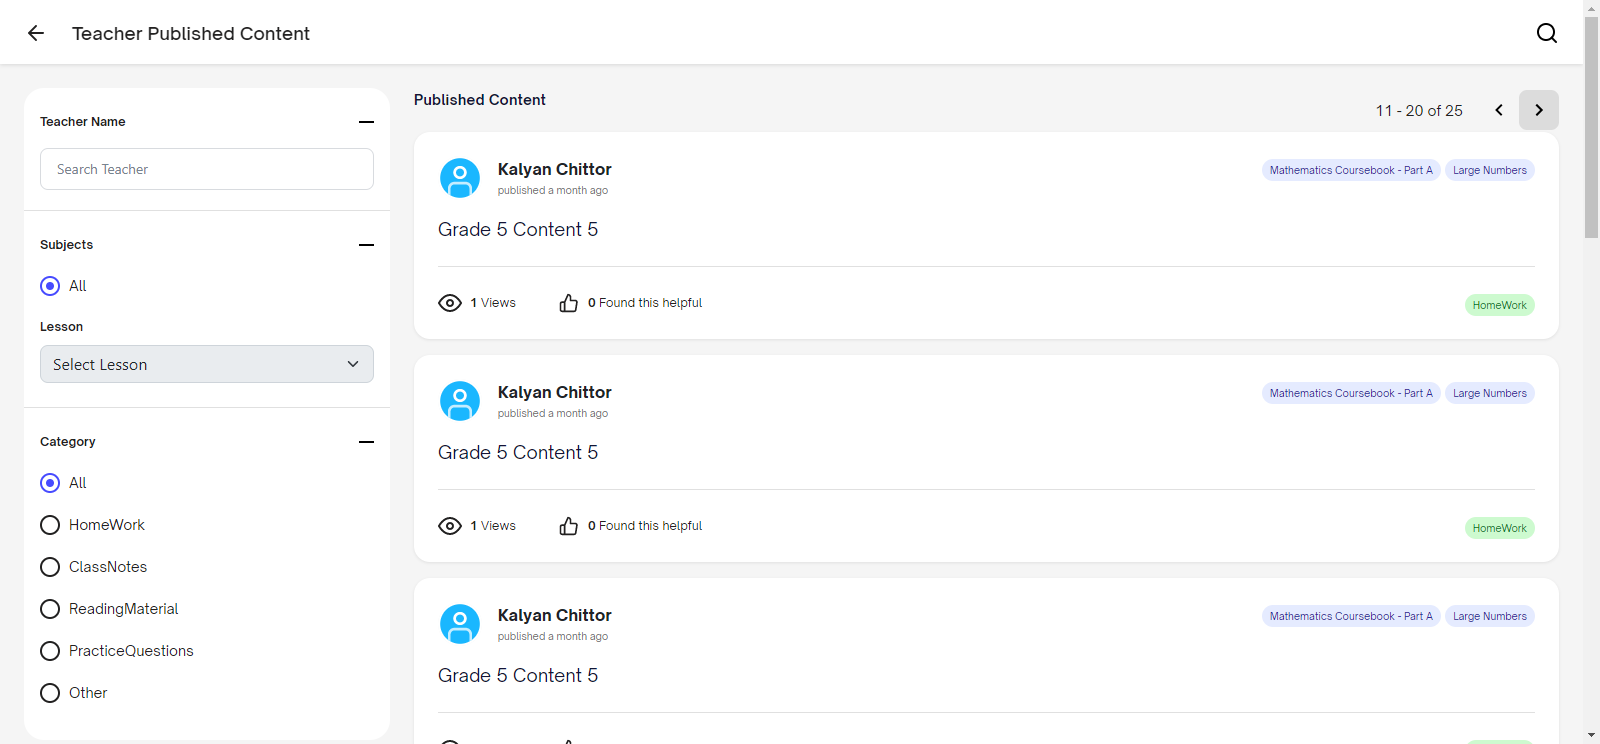 Teacher Published Content
Teacher Name
Search Teacher
Subjects
All
Lesson
Select Lesson
Category
All
HomeWork
ClassNotes
ReadingMaterial
PracticeQuestions
Other
Published Content
11 - 20 of 25
Kalyan Chittor
published a month ago
Mathematics Coursebook - Part A
Large Numbers
Grade 5 Content 5
1 Views
0 Found this helpful
HomeWork
Kalyan Chittor
published a month ago
Mathematics Coursebook - Part A
Large Numbers
Grade 5 Content 5
1 Views
0 Found this helpful
HomeWork
Kalyan Chittor
published a month ago
Mathematics Coursebook - Part A
Large Numbers
Grade 5 Content 5